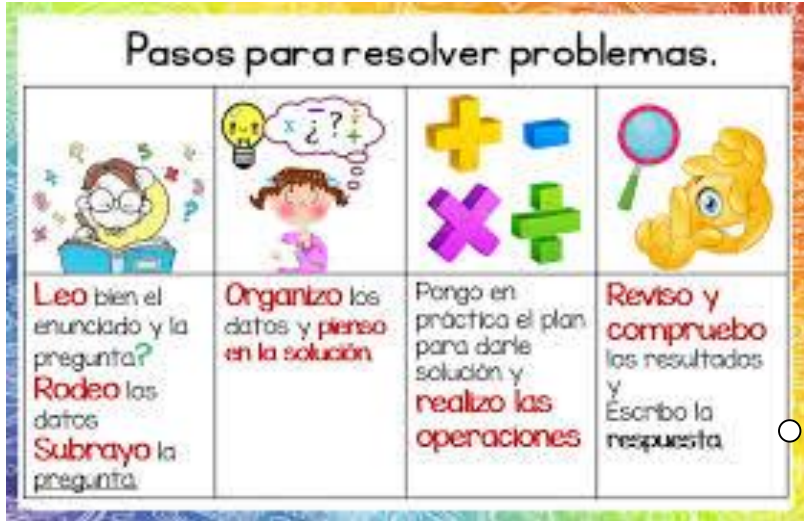 Pasos para resolver problemas.
¿ ?
Leo bien el
enunciado y la
pregunta?
Rodeo los
datos
Subrayo la
pregunta.
Organizo los
datos y pienso
en la solución.
Pongo en
práctica el plan
para darle
solución y
realizo las
operaciones
Reviso y
compruebo
los resultados
y
Escribo la
respuesta.